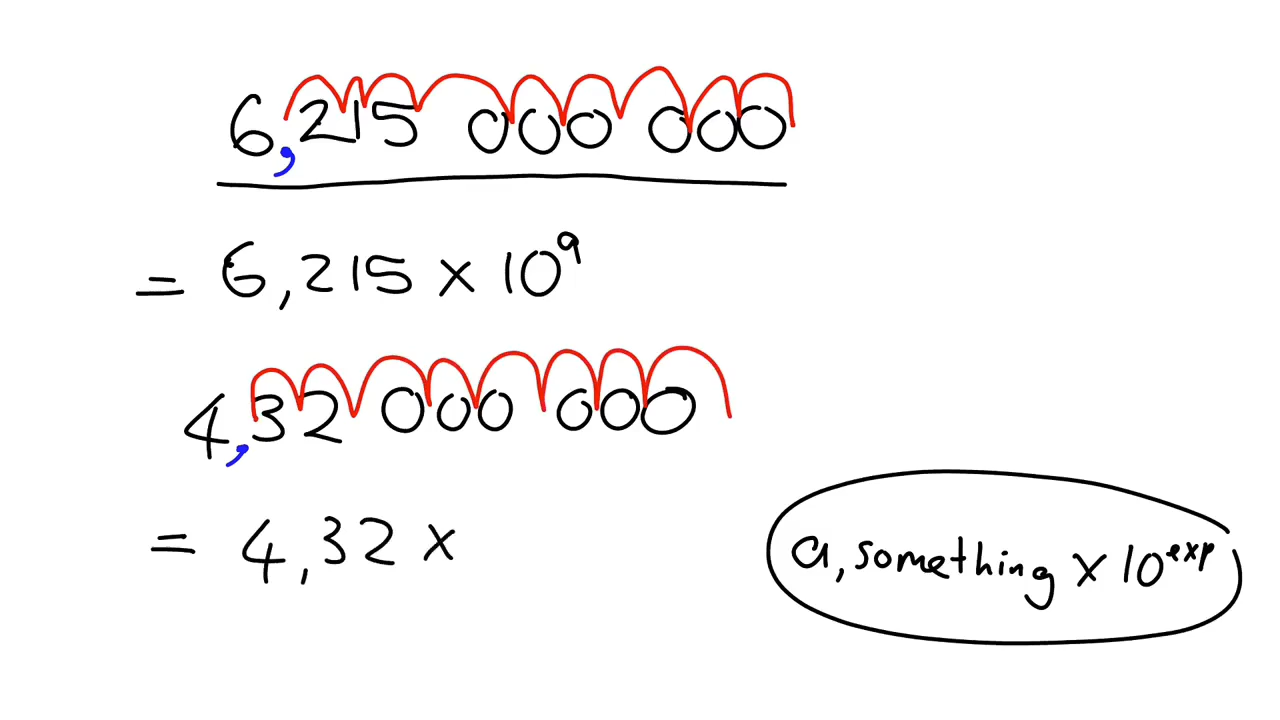 6,215 000 000
= 6,215 × 10⁹
4,32 000 000
= 4,32 ×
a, something × 10ᵉˣᵖ